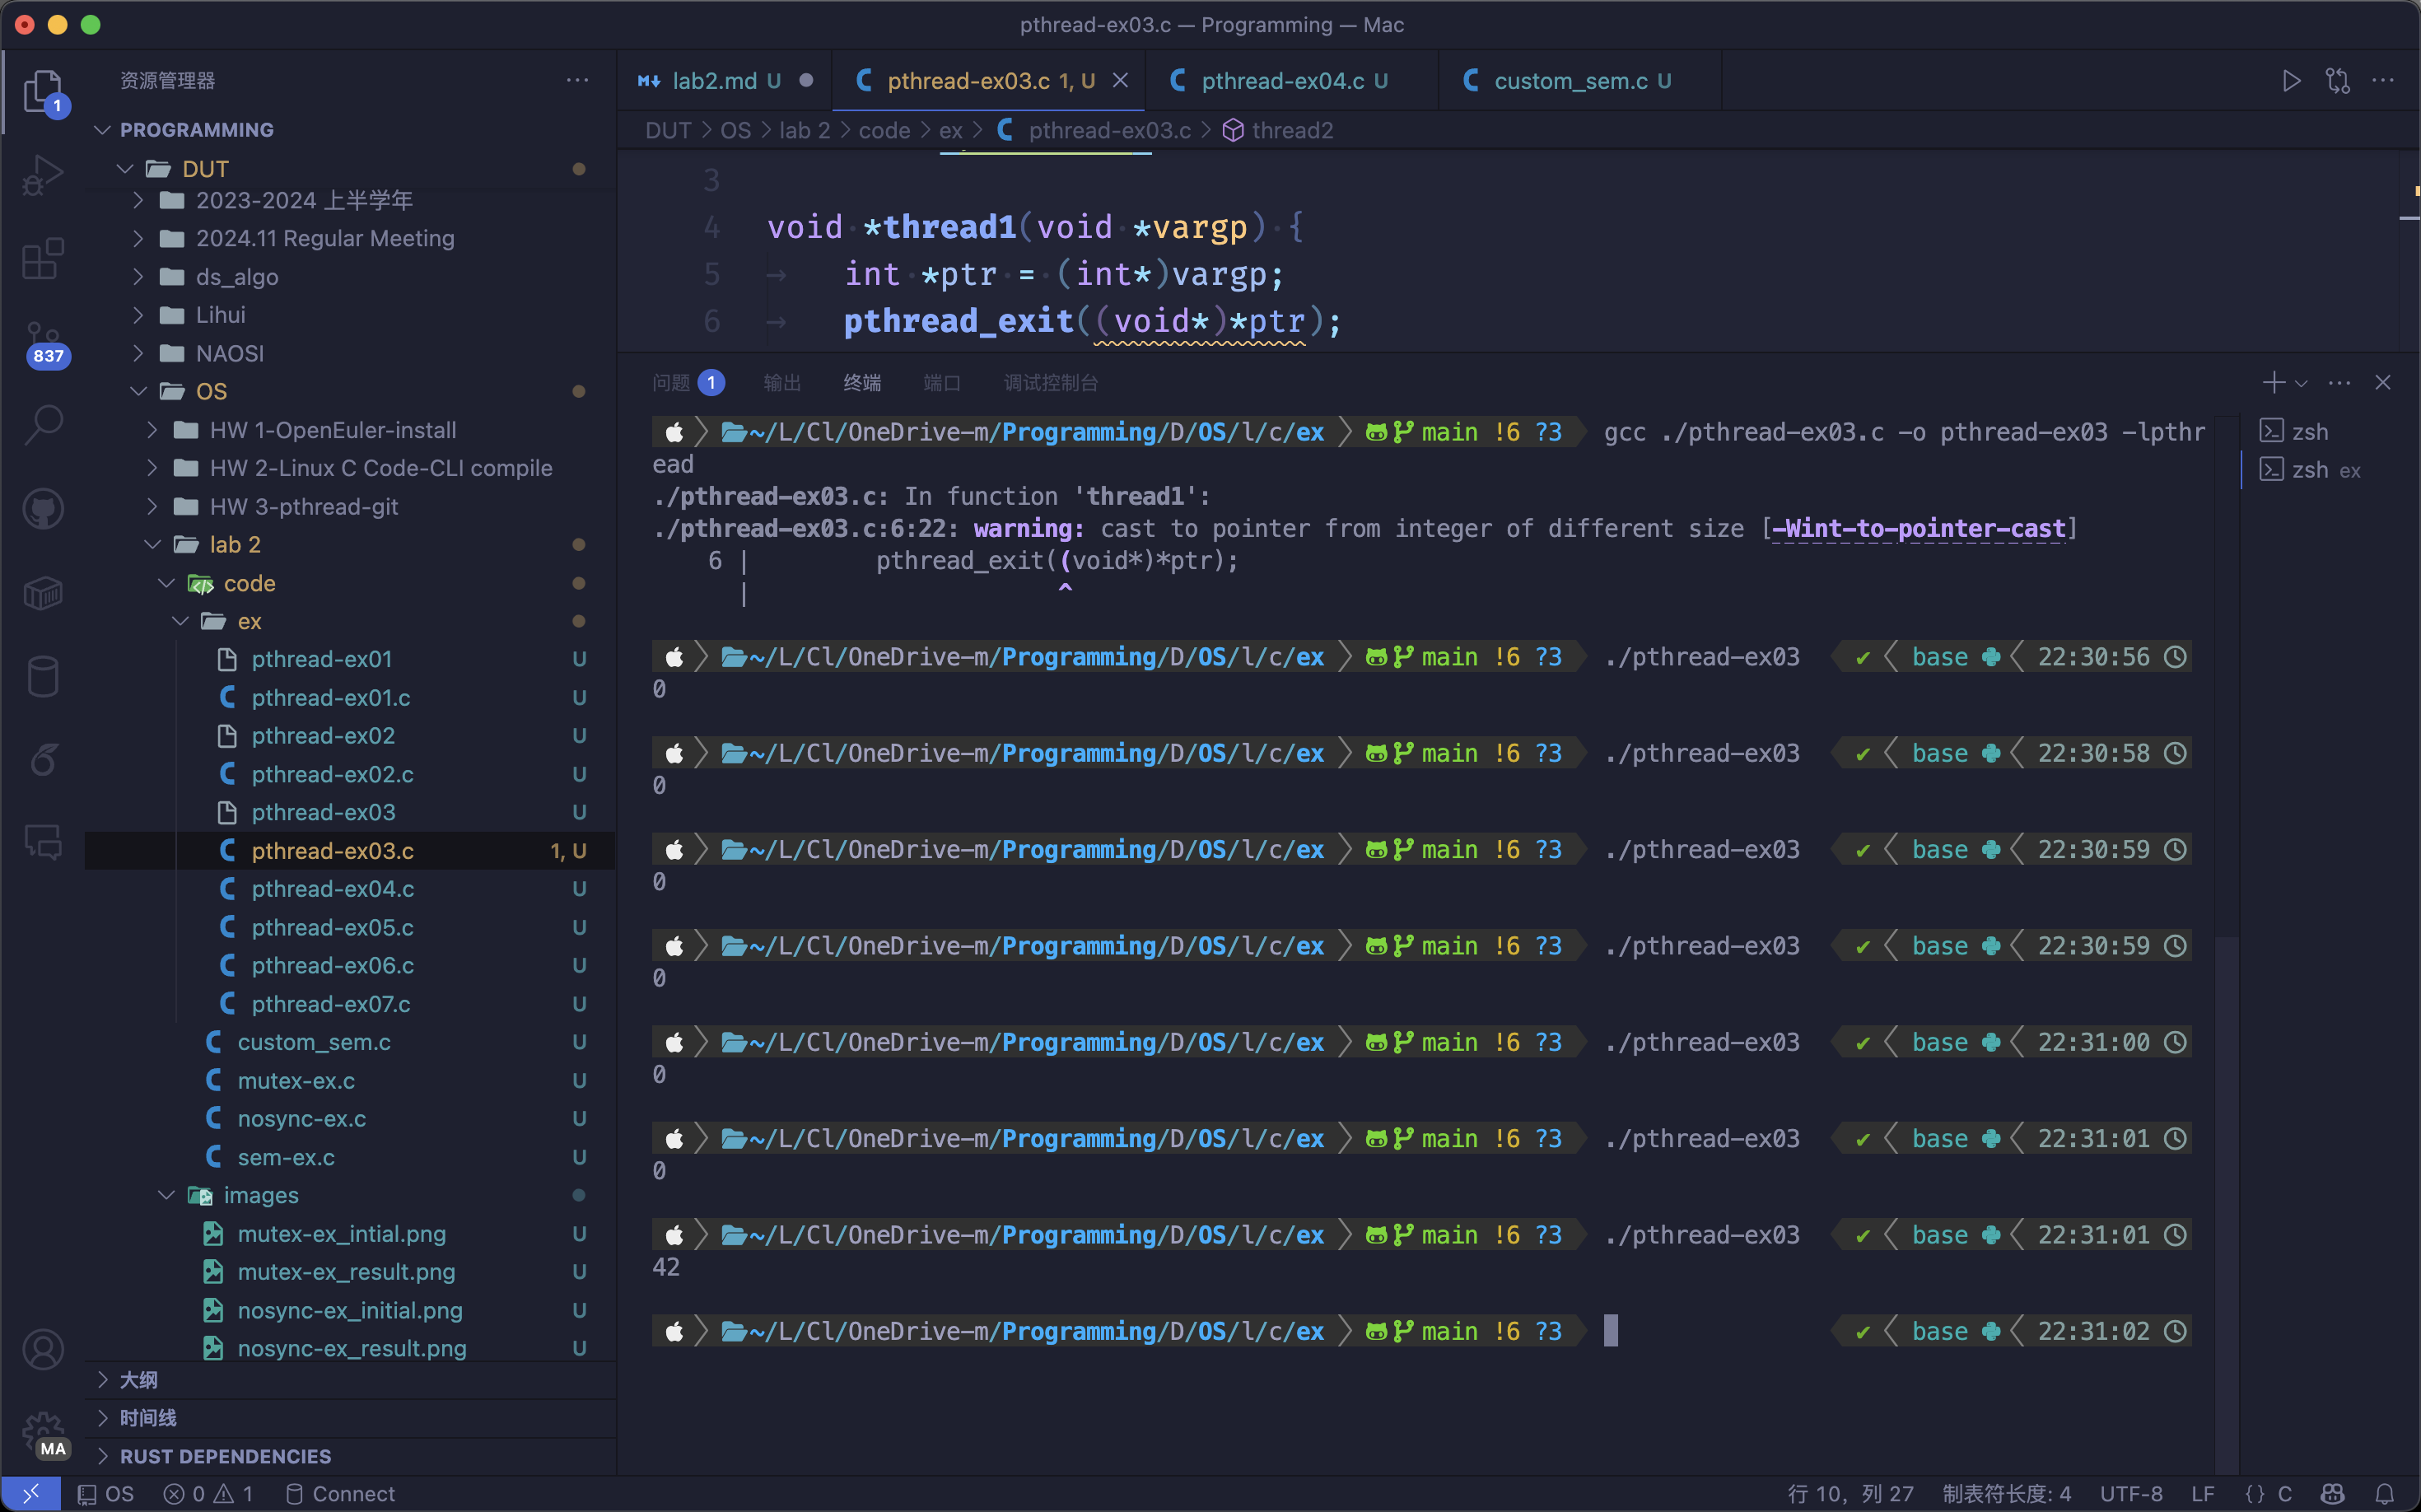 pthread-ex03.c — Programming — Mac
资源管理器
PROGRAMMING
DUT
2023-2024 上半学年
2024.11 Regular Meeting
ds_algo
Lihui
NAOSI
OS
HW 1-OpenEuler-install
HW 2-Linux C Code-CLI compile
HW 3-pthread-git
lab 2
code
ex
pthread-ex01 U
pthread-ex01.c U
pthread-ex02 U
pthread-ex02.c U
pthread-ex03 U
pthread-ex03.c 1, U
pthread-ex04.c U
pthread-ex05.c U
pthread-ex06.c U
pthread-ex07.c U
custom_sem.c U
mutex-ex.c U
nosync-ex.c U
sem-ex.c U
images
mutex-ex_intial.png U
mutex-ex_result.png U
nosync-ex_initial.png U
nosync-ex_result.png U
大纲
时间线
RUST DEPENDENCIES
1
837
MA
lab2.md U
pthread-ex03.c 1, U
pthread-ex04.c U
custom_sem.c U
DUT > OS > lab 2 > code > ex > pthread-ex03.c > thread2
3
4 void *thread1(void *vargp) {
5 int *ptr = (int*)vargp;
6 pthread_exit((void*)*ptr);
问题 1 输出 终端 端口 调试控制台
~/L/Cl/OneDrive-m/Programming/D/OS/l/c/ex main !6 ?3 gcc ./pthread-ex03.c -o pthread-ex03 -lpthr
ead
./pthread-ex03.c: In function 'thread1':
./pthread-ex03.c:6:22: warning: cast to pointer from integer of different size [-Wint-to-pointer-cast]
6 | pthread_exit((void*)*ptr);
| ^
~/L/Cl/OneDrive-m/Programming/D/OS/l/c/ex main !6 ?3 ./pthread-ex03 ✔ base 22:30:56
0
~/L/Cl/OneDrive-m/Programming/D/OS/l/c/ex main !6 ?3 ./pthread-ex03 ✔ base 22:30:58
0
~/L/Cl/OneDrive-m/Programming/D/OS/l/c/ex main !6 ?3 ./pthread-ex03 ✔ base 22:30:59
0
~/L/Cl/OneDrive-m/Programming/D/OS/l/c/ex main !6 ?3 ./pthread-ex03 ✔ base 22:30:59
0
~/L/Cl/OneDrive-m/Programming/D/OS/l/c/ex main !6 ?3 ./pthread-ex03 ✔ base 22:31:00
0
~/L/Cl/OneDrive-m/Programming/D/OS/l/c/ex main !6 ?3 ./pthread-ex03 ✔ base 22:31:01
0
~/L/Cl/OneDrive-m/Programming/D/OS/l/c/ex main !6 ?3 ./pthread-ex03 ✔ base 22:31:01
42
~/L/Cl/OneDrive-m/Programming/D/OS/l/c/ex main !6 ?3 ✔ base 22:31:02
zsh
zsh ex
OS 0 1 Connect
行 10，列 27 制表符长度: 4 UTF-8 LF {} C